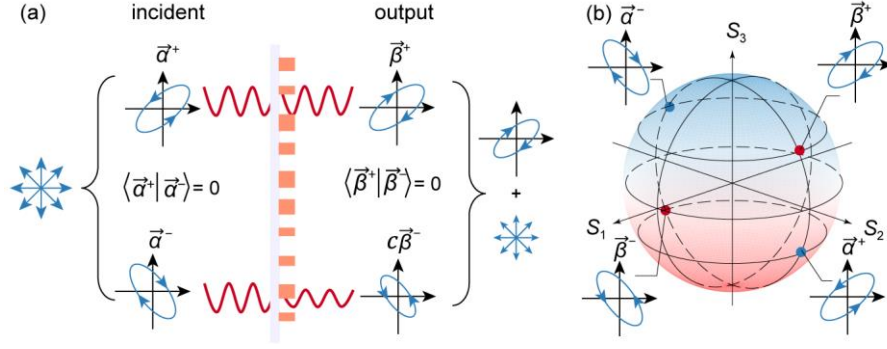 (a)
incident
output
α⃗⁺
β⃗⁺
⟨α⃗⁺|α⃗⁻⟩= 0
⟨β⃗⁺|β⃗⁻⟩= 0
+
α⃗⁻
cβ⃗⁻
(b)
α⃗⁻
S₃
β⃗⁺
S₁
S₂
β⃗⁻
α⃗⁺